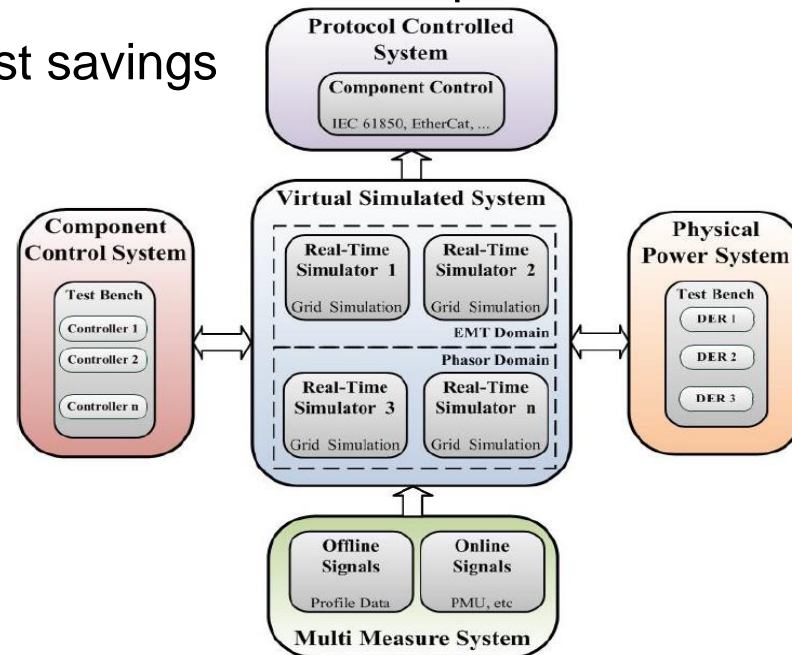 st savings
Protocol Controlled
System
Component Control
IEC 61850, EtherCat, ...
Virtual Simulated System
Real-Time
Simulator 1
Grid Simulation
Real-Time
Simulator 2
Grid Simulation
EMT Domain
Phasor Domain
Real-Time
Simulator 3
Grid Simulation
Real-Time
Simulator n
Grid Simulation
Component
Control System
Test Bench
Controller 1
Controller 2
Controller n
Physical
Power System
Test Bench
DER 1
DER 2
DER 3
Offline
Signals
Profile Data
Online
Signals
PMU, etc
Multi Measure System